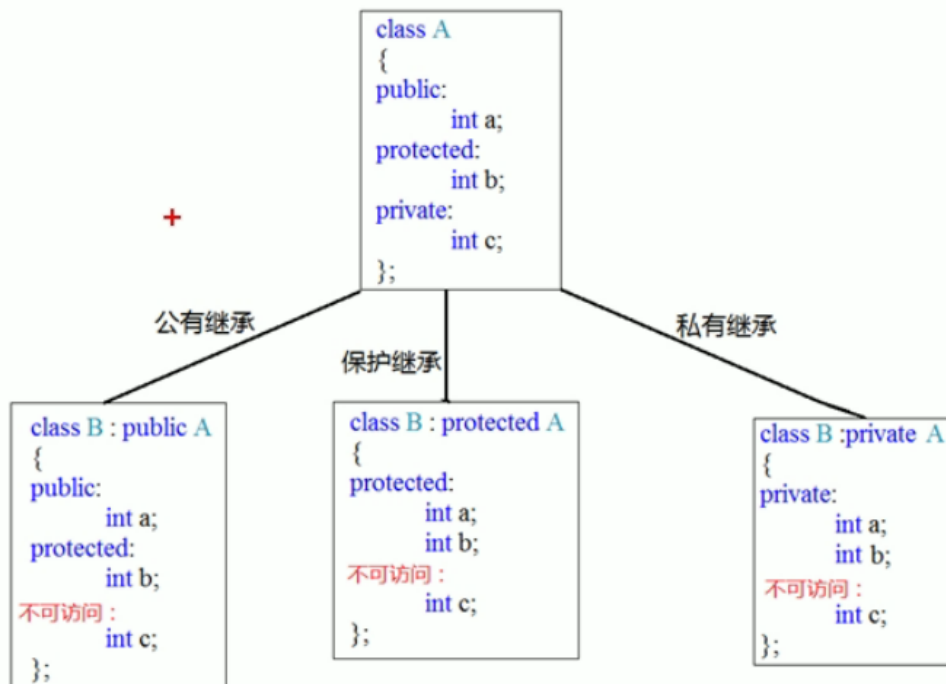 class A
{
public:
int a;
protected:
int b;
private:
int c;
};
公有继承
保护继承
私有继承
class B : public A
{
public:
int a;
protected:
int b;
不可访问：
int c;
};
class B : protected A
{
protected:
int a;
int b;
不可访问：
int c;
};
class B :private A
{
private:
int a;
int b;
不可访问：
int c;
};